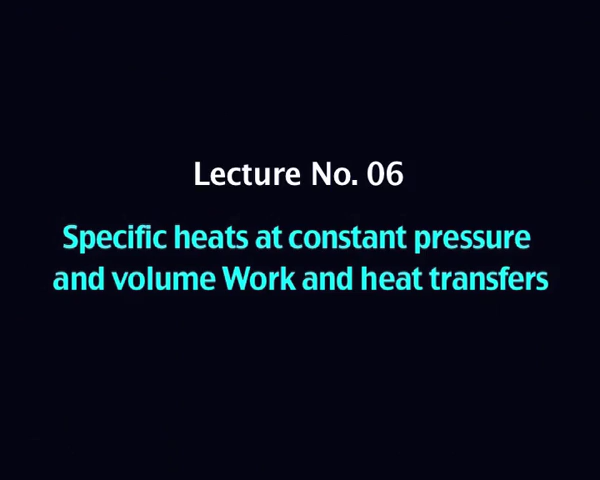 Lecture No. 06
Specific heats at constant pressure
and volume Work and heat transfers